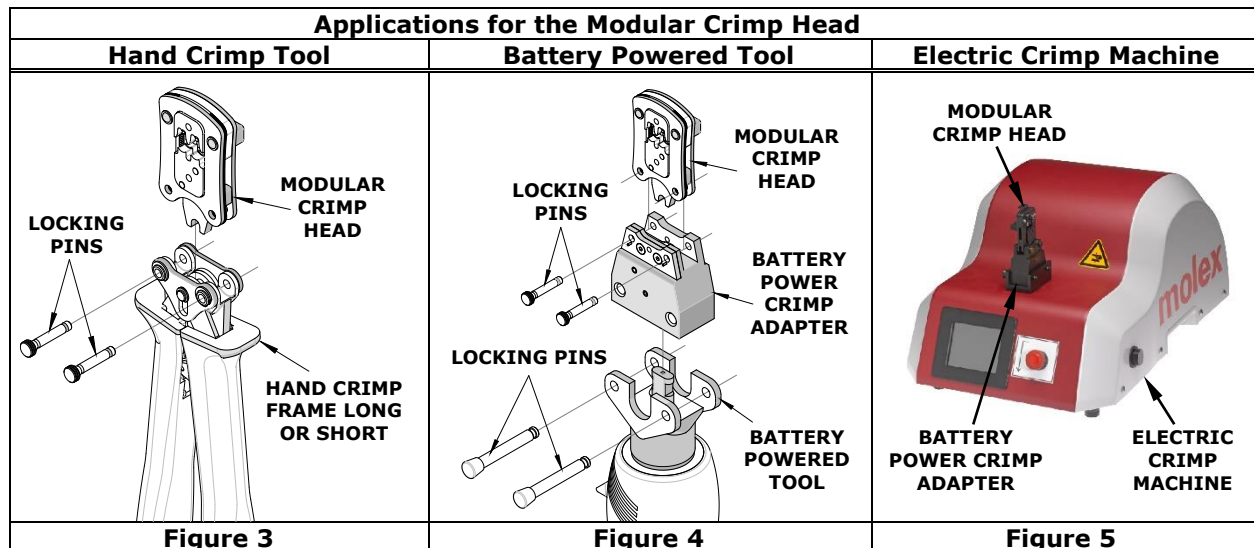 Applications for the Modular Crimp Head
Hand Crimp Tool
Battery Powered Tool
Electric Crimp Machine
MODULAR
CRIMP
HEAD
LOCKING
PINS
HAND CRIMP
FRAME LONG
OR SHORT
MODULAR
CRIMP
HEAD
LOCKING
PINS
BATTERY
POWER
CRIMP
ADAPTER
LOCKING PINS
BATTERY
POWERED
TOOL
MODULAR
CRIMP HEAD
molex
BATTERY
POWER CRIMP
ADAPTER
ELECTRIC
CRIMP
MACHINE
Figure 3
Figure 4
Figure 5